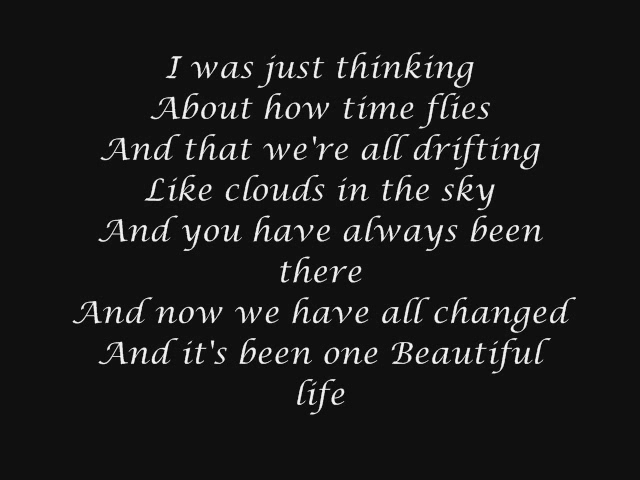 I was just thinking
About how time flies
And that we're all drifting
Like clouds in the sky
And you have always been
there
And now we have all changed
And it's been one Beautiful
life